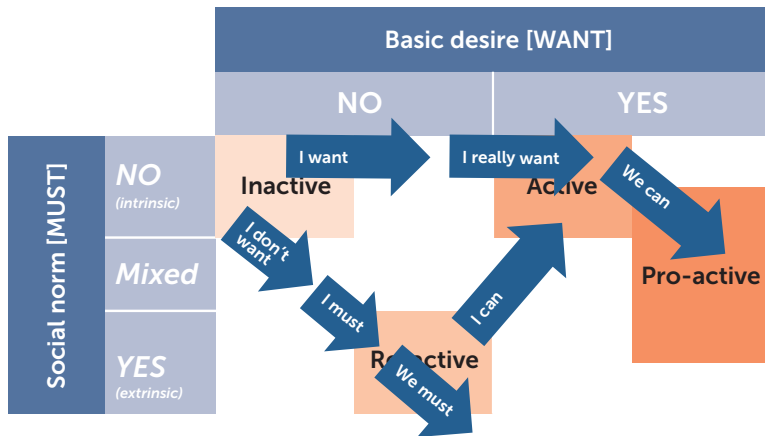 Basic desire [WANT]
NO
YES
Social norm [MUST]
NO
(intrinsic)
Mixed
YES
(extrinsic)
I want
I really want
Inactive
Active
We can
I don't
want
Pro-active
I must
I can
We must